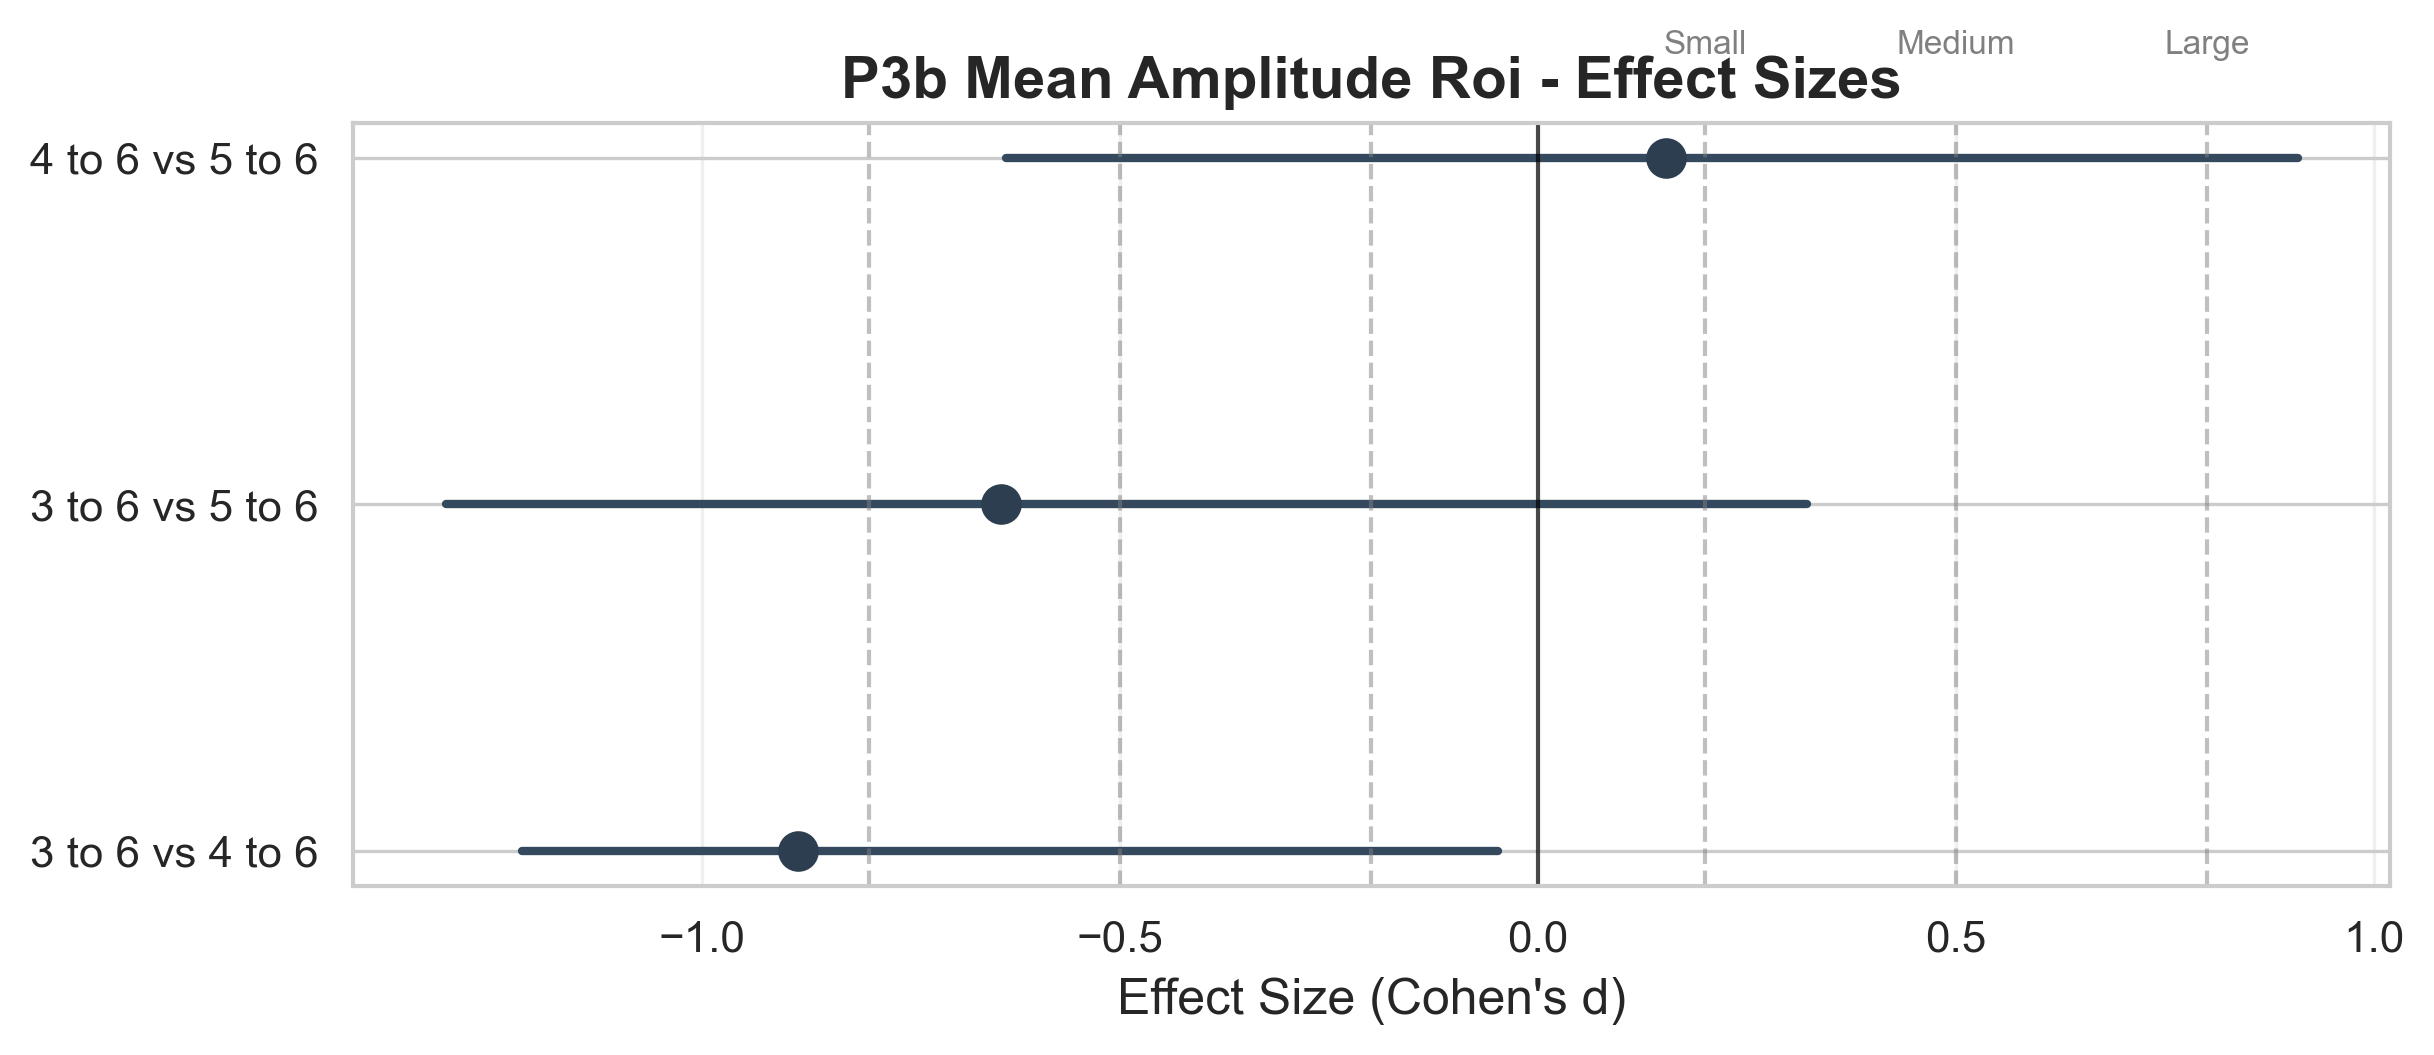 Small Medium Large
P3b Mean Amplitude Roi - Effect Sizes
4 to 6 vs 5 to 6
3 to 6 vs 5 to 6
3 to 6 vs 4 to 6
−1.0 −0.5 0.0 0.5 1.0
Effect Size (Cohen's d)